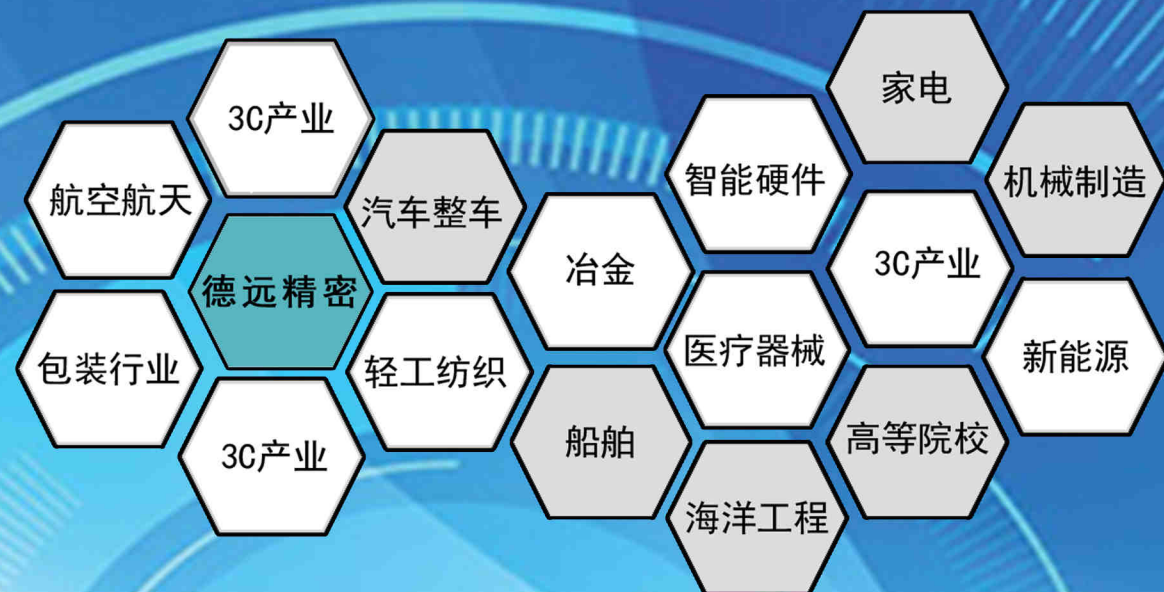 家电
3C产业
智能硬件
机械制造
航空航天
汽车整车
冶金
3C产业
德远精密
医疗器械
新能源
包装行业
轻工纺织
船舶
高等院校
3C产业
海洋工程